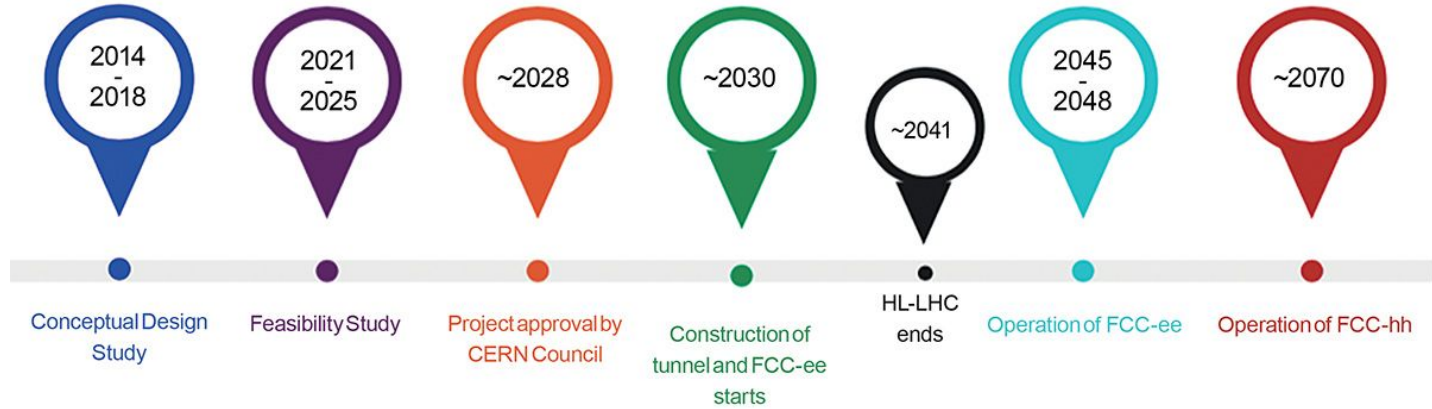 2014
-
2018
2021
-
2025
~2028
~2030
~2041
2045
-
2048
~2070
Conceptual Design
Study
Feasibility Study
Project approval by
CERN Council
Construction of
tunnel and FCC-ee
starts
HL-LHC
ends
Operation of FCC-ee
Operation of FCC-hh